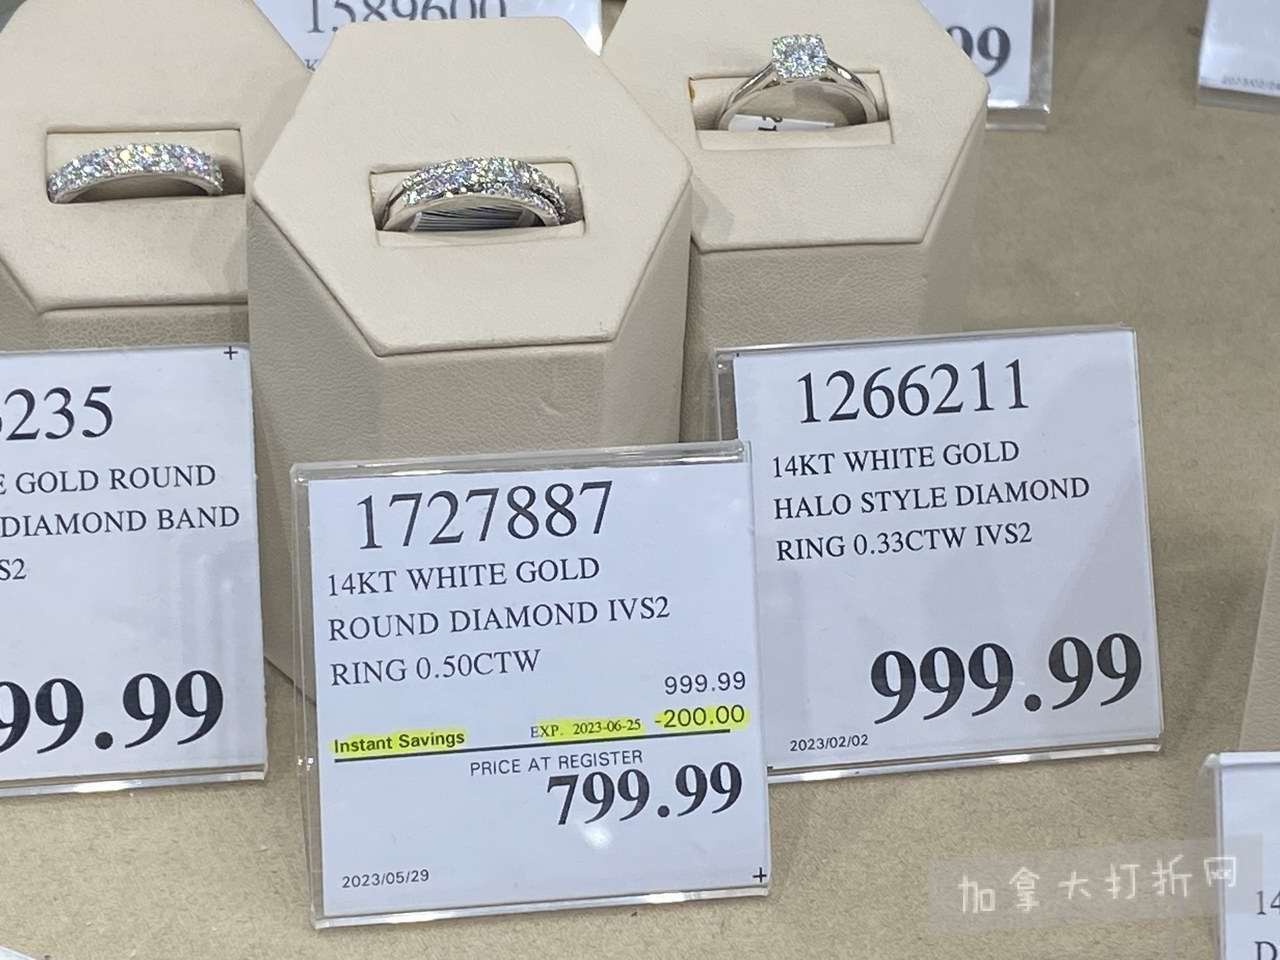 235
GOLD ROUND
DIAMOND BAND
S2
99.99
1727887
14KT WHITE GOLD
ROUND DIAMOND IVS2
RING 0.50CTW
999.99
Instant Savings EXP. 2023-06-25 -200.00
PRICE AT REGISTER
799.99
2023/05/29
1266211
14KT WHITE GOLD
HALO STYLE DIAMOND
RING 0.33CTW IVS2
999.99
2023/02/02
加拿大打折网